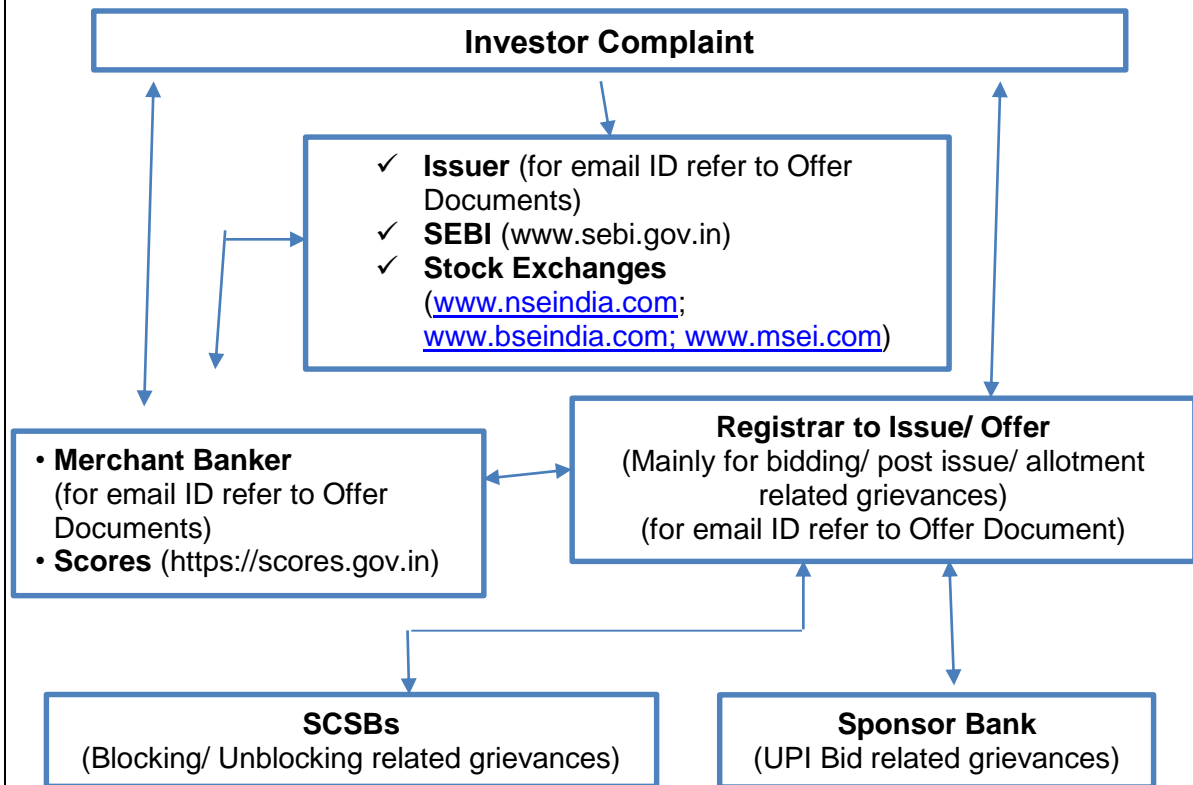 Investor Complaint
✓ Issuer (for email ID refer to Offer
Documents)
✓ SEBI (www.sebi.gov.in)
✓ Stock Exchanges
(www.nseindia.com;
www.bseindia.com; www.msei.com)
• Merchant Banker
(for email ID refer to Offer
Documents)
• Scores (https://scores.gov.in)
Registrar to Issue/ Offer
(Mainly for bidding/ post issue/ allotment
related grievances)
(for email ID refer to Offer Document)
SCSBs
(Blocking/ Unblocking related grievances)
Sponsor Bank
(UPI Bid related grievances)